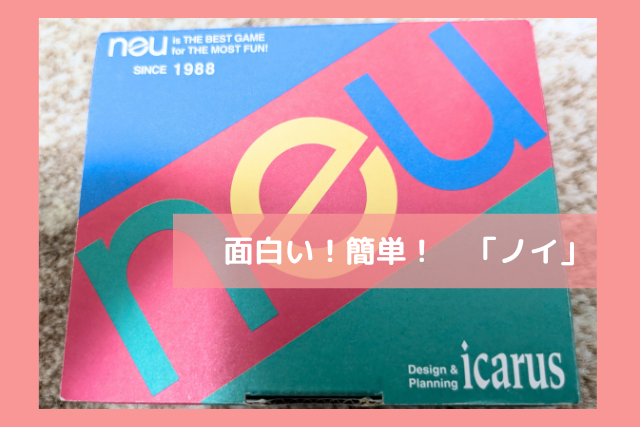 neu is THE BEST GAME
for THE MOST FUN!
SINCE 1988
neu
面白い！簡単！　「ノイ」
Design &
Planning icarus